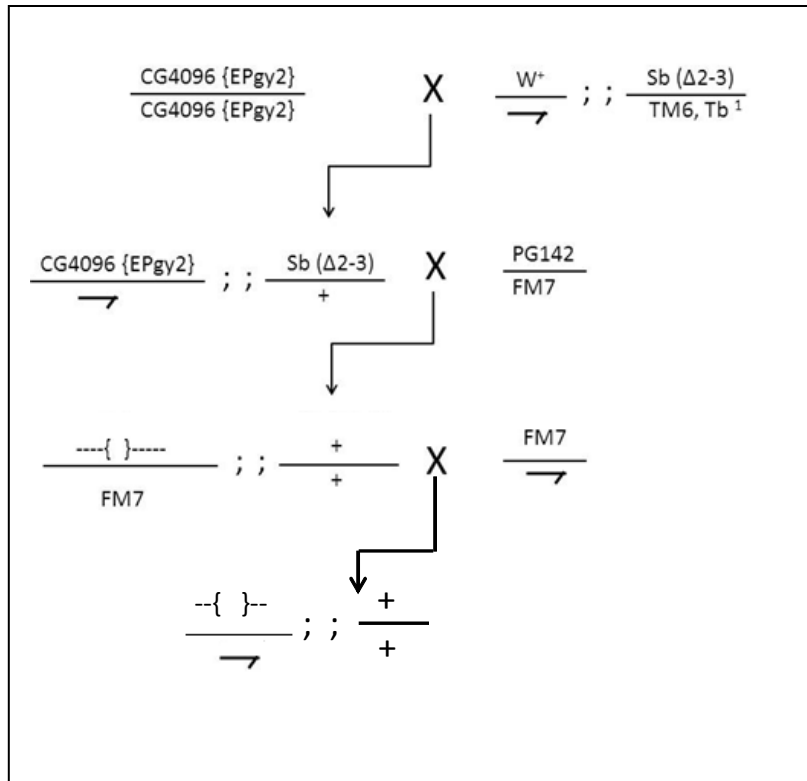 CG4096 {EPgy2} X W⁺ ; ; Sb (Δ2-3)
CG4096 {EPgy2} TM6, Tb ¹
CG4096 {EPgy2} ; ; Sb (Δ2-3) X PG142
+ FM7
----{ }----- ; ; + X FM7
FM7 +
--{ }-- ; ; +
+